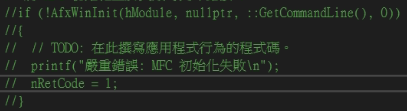 //if (!AfxWinInit(hModule, nullptr, ::GetCommandLine(), 0))
//{
//  // TODO: 在此撰寫應用程式行為的程式碼。
//  printf("嚴重錯誤: MFC 初始化失敗\n");
//  nRetCode = 1;
//}